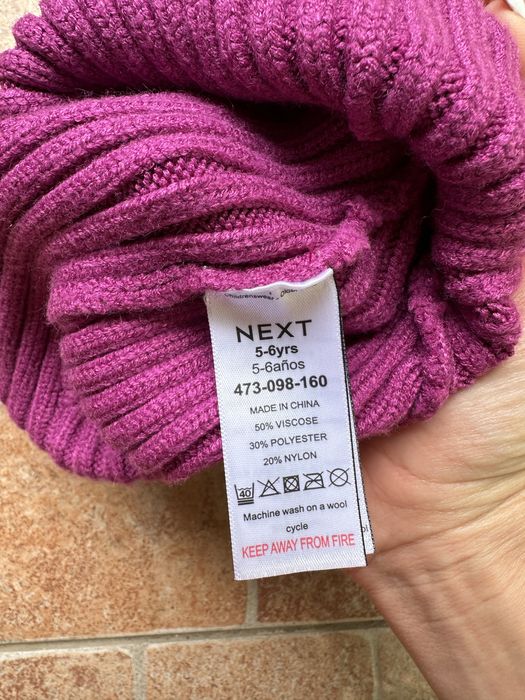 Childrenswear
NEXT
5-6yrs
5-6años
473-098-160
MADE IN CHINA
50% VISCOSE
30% POLYESTER
20% NYLON
40
Machine wash on a wool
cycle
KEEP AWAY FROM FIRE